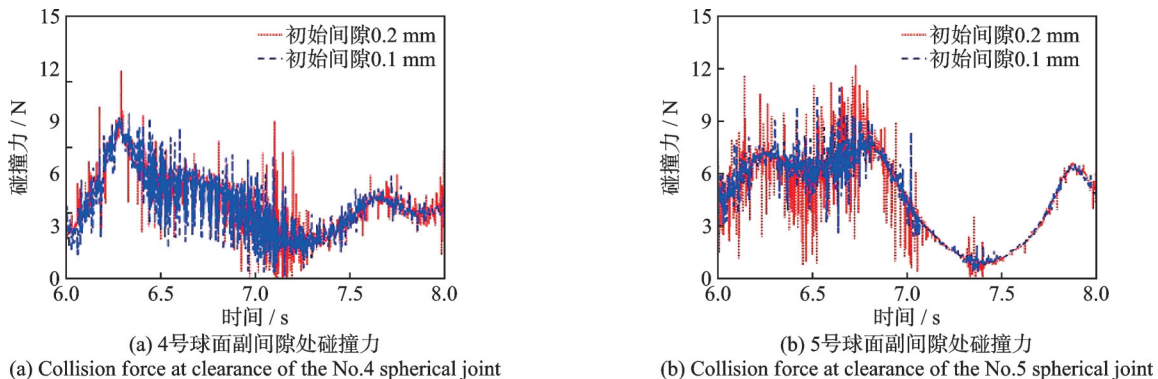 15
12
9
6
3
0
碰撞力 / N
初始间隙0.2 mm
初始间隙0.1 mm
6.0 6.5 7.0 7.5 8.0
时间 / s
(a) 4号球面副间隙处碰撞力
(a) Collision force at clearance of the No.4 spherical joint
15
12
9
6
3
0
碰撞力 / N
初始间隙0.2 mm
初始间隙0.1 mm
6.0 6.5 7.0 7.5 8.0
时间 / s
(b) 5号球面副间隙处碰撞力
(b) Collision force at clearance of the No.5 spherical joint